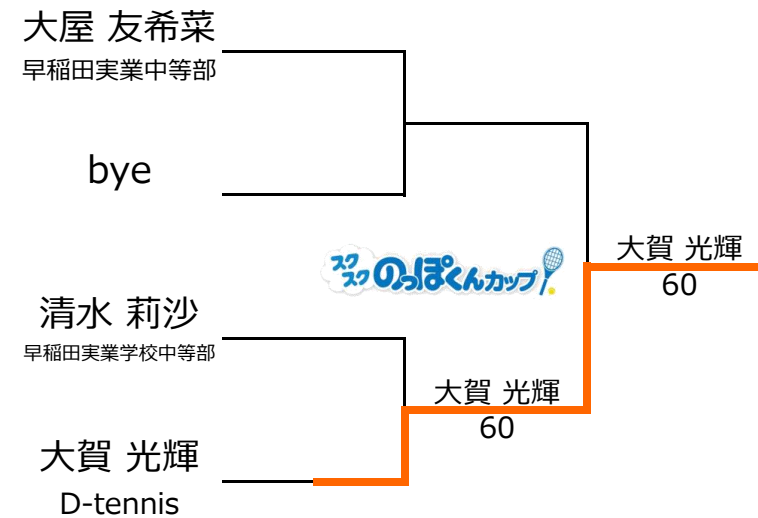 大屋 友希菜
早稲田実業中等部
bye
スクスク のっぽくんカップ
大賀 光輝
60
清水 莉沙
早稲田実業学校中等部
大賀 光輝
60
大賀 光輝
D-tennis